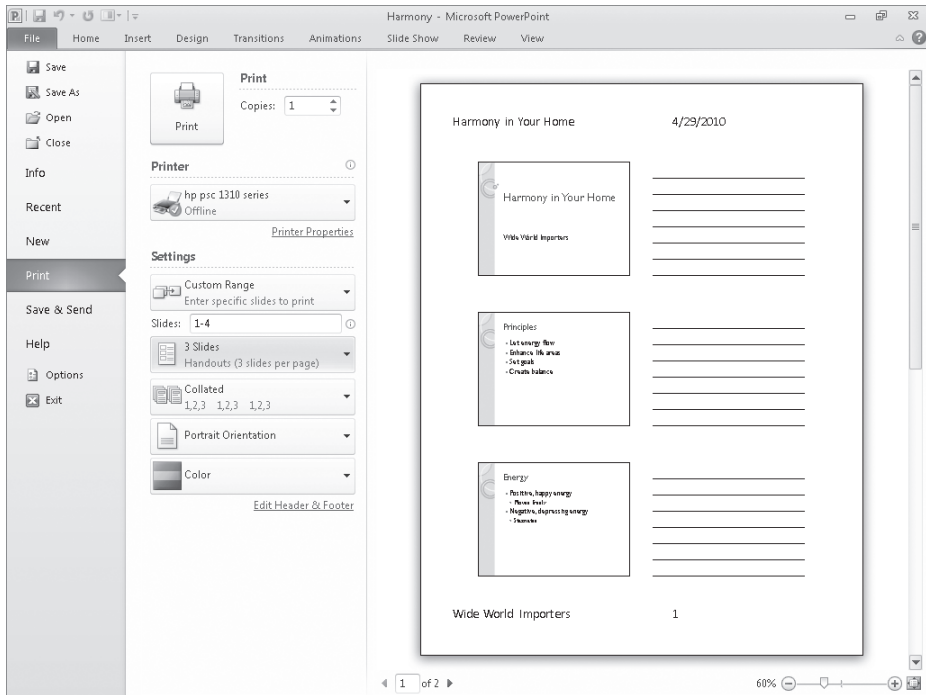 Harmony - Microsoft PowerPoint
File Home Insert Design Transitions Animations Slide Show Review View
Save
Save As
Open
Close
Info
Recent
New
Print
Save & Send
Help
Options
Exit
Print
Print
Copies: 1
Printer
hp psc 1310 series
Offline
Printer Properties
Settings
Custom Range
Enter specific slides to print
Slides: 1-4
3 Slides
Handouts (3 slides per page)
Collated
1,2,3 1,2,3 1,2,3
Portrait Orientation
Color
Edit Header & Footer
Harmony in Your Home 4/29/2010
Harmony in Your Home
Wide World Importers
Principles
- Let energy flow
- Enhance life areas
- Set goals
- Create balance
Energy
- Positive, happy energy
- Moves freely
- Negative, depressing energy
- Stagnates
Wide World Importers 1
1 of 2
60%